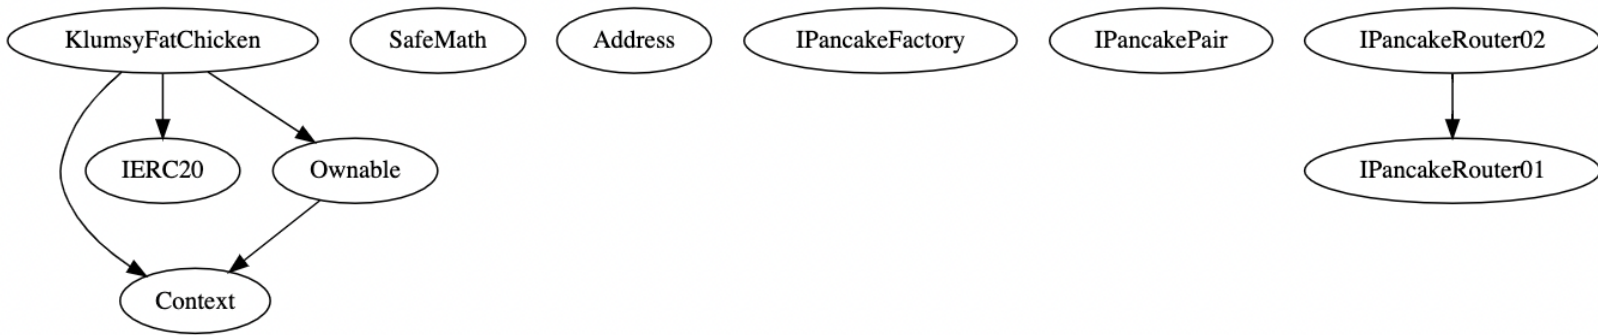 KlumsyFatChicken
SafeMath
Address
IPancakeFactory
IPancakePair
IPancakeRouter02
IERC20
Ownable
IPancakeRouter01
Context